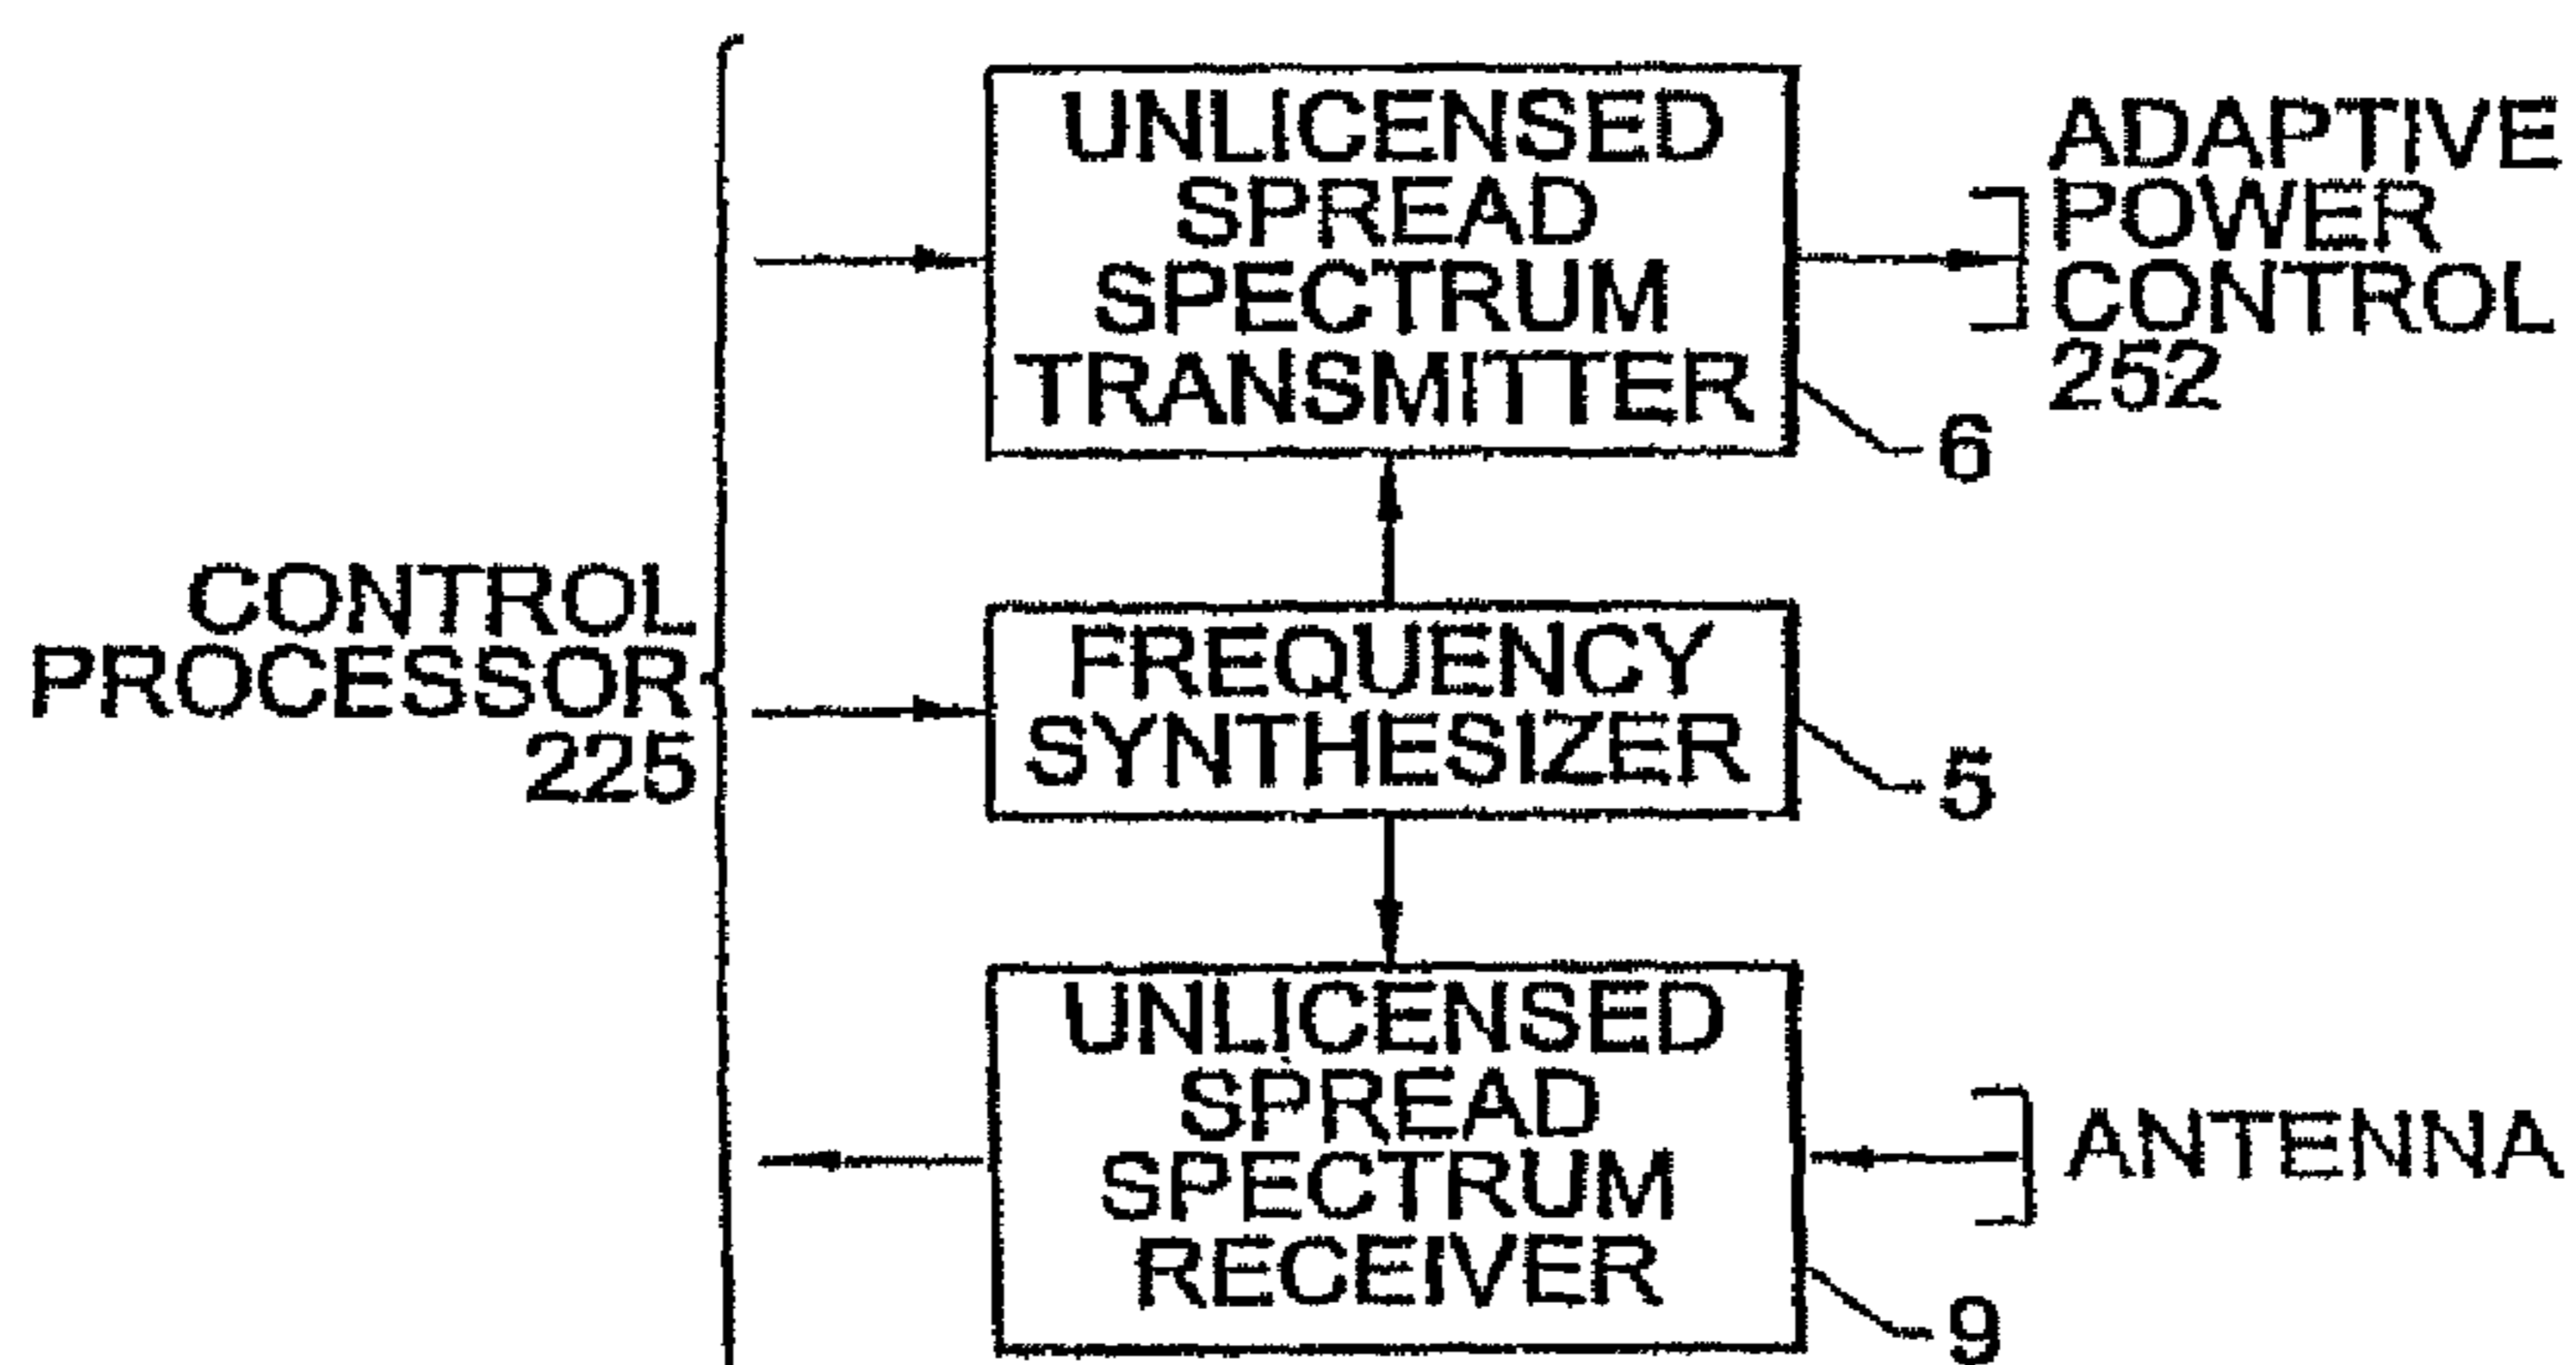 UNLICENSED
SPREAD
SPECTRUM
TRANSMITTER
ADAPTIVE
POWER
CONTROL
252
6
CONTROL
PROCESSOR
225
FREQUENCY
SYNTHESIZER
5
UNLICENSED
SPREAD
SPECTRUM
RECEIVER
ANTENNA
9